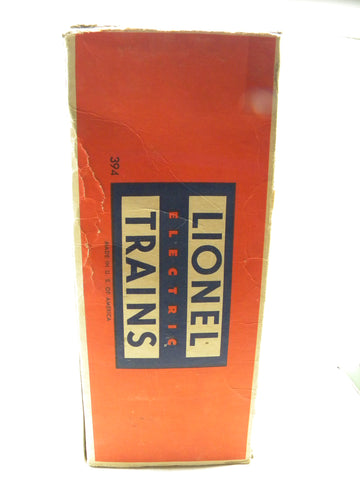 394
LIONEL
ELECTRIC
TRAINS
MADE IN U. S. OF AMERICA